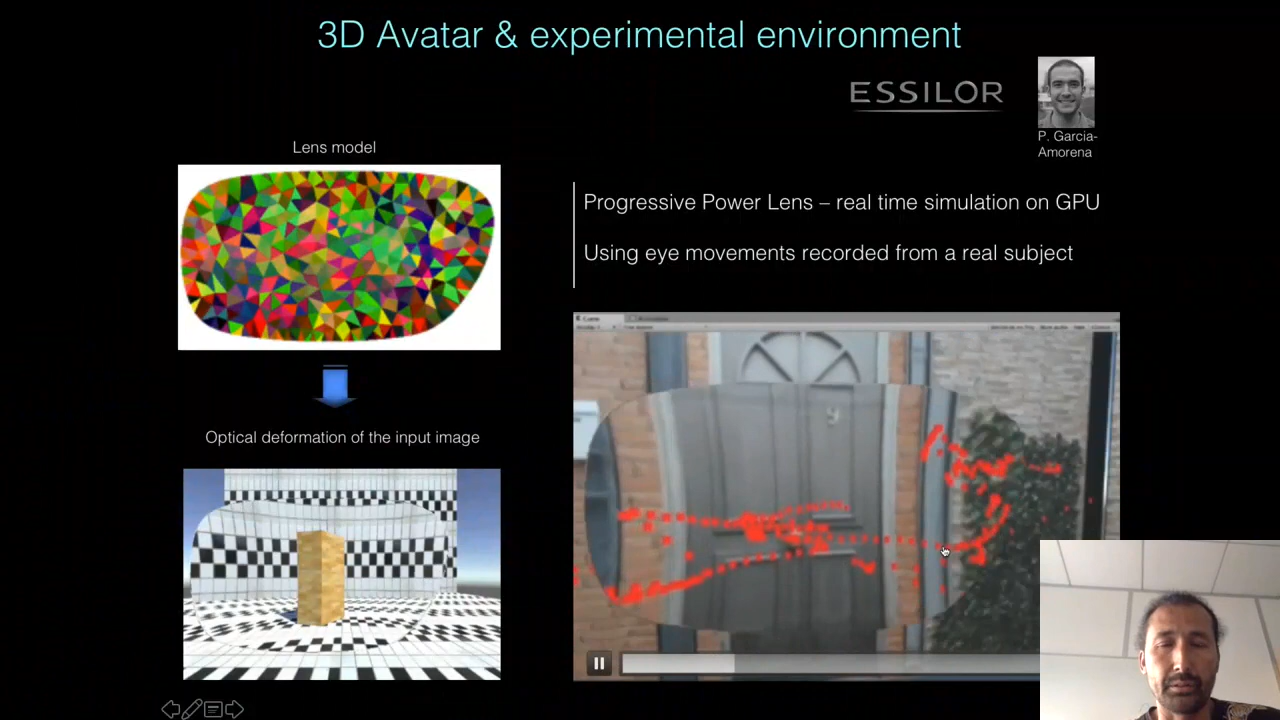 3D Avatar & experimental environment
ESSILOR
P. Garcia-
Amorena
Lens model
Progressive Power Lens – real time simulation on GPU
Using eye movements recorded from a real subject
Optical deformation of the input image